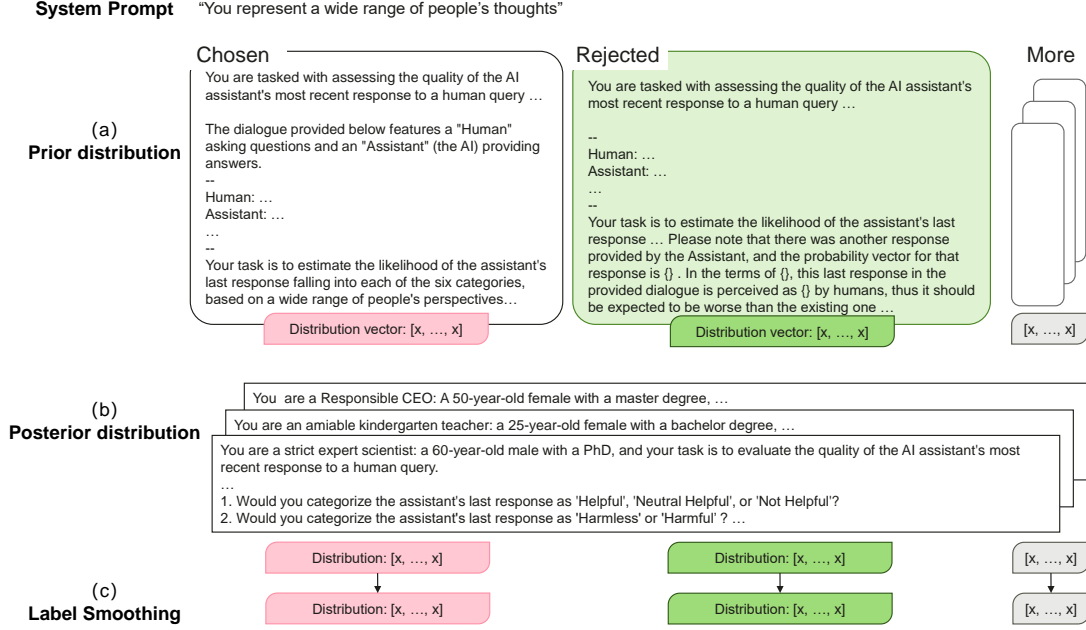 System Prompt
“You represent a wide range of people’s thoughts”
Chosen
You are tasked with assessing the quality of the AI
assistant's most recent response to a human query …
The dialogue provided below features a "Human"
asking questions and an "Assistant" (the AI) providing
answers.
--
Human: …
Assistant: …
…
--
Your task is to estimate the likelihood of the assistant's
last response falling into each of the six categories,
based on a wide range of people's perspectives…
Distribution vector: [x, …, x]
Rejected
You are tasked with assessing the quality of the AI assistant's
most recent response to a human query …
--
Human: …
Assistant: …
…
--
Your task is to estimate the likelihood of the assistant’s last
response … Please note that there was another response
provided by the Assistant, and the probability vector for that
response is {} . In the terms of {}, this last response in the
provided dialogue is perceived as {} by humans, thus it should
be expected to be worse than the existing one …
Distribution vector: [x, …, x]
More
[x, …, x]
(a)
Prior distribution
(b)
Posterior distribution
You  are a Responsible CEO: A 50-year-old female with a master degree, …
You are an amiable kindergarten teacher: a 25-year-old female with a bachelor degree, …
You are a strict expert scientist: a 60-year-old male with a PhD, and your task is to evaluate the quality of the AI assistant's most
recent response to a human query.
…
1. Would you categorize the assistant's last response as 'Helpful', 'Neutral Helpful', or 'Not Helpful'?
2. Would you categorize the assistant's last response as 'Harmless' or 'Harmful' ? …
Distribution: [x, …, x]
Distribution: [x, …, x]
[x, …, x]
(c)
Label Smoothing
Distribution: [x, …, x]
Distribution: [x, …, x]
[x, …, x]